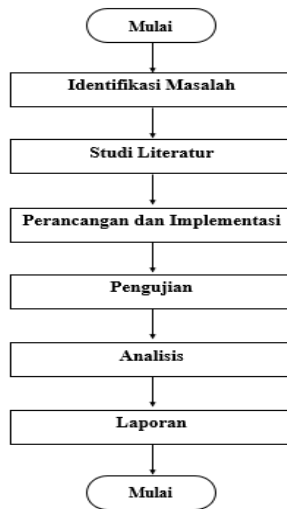 Mulai
Identifikasi Masalah
Studi Literatur
Perancangan dan Implementasi
Pengujian
Analisis
Laporan
Mulai